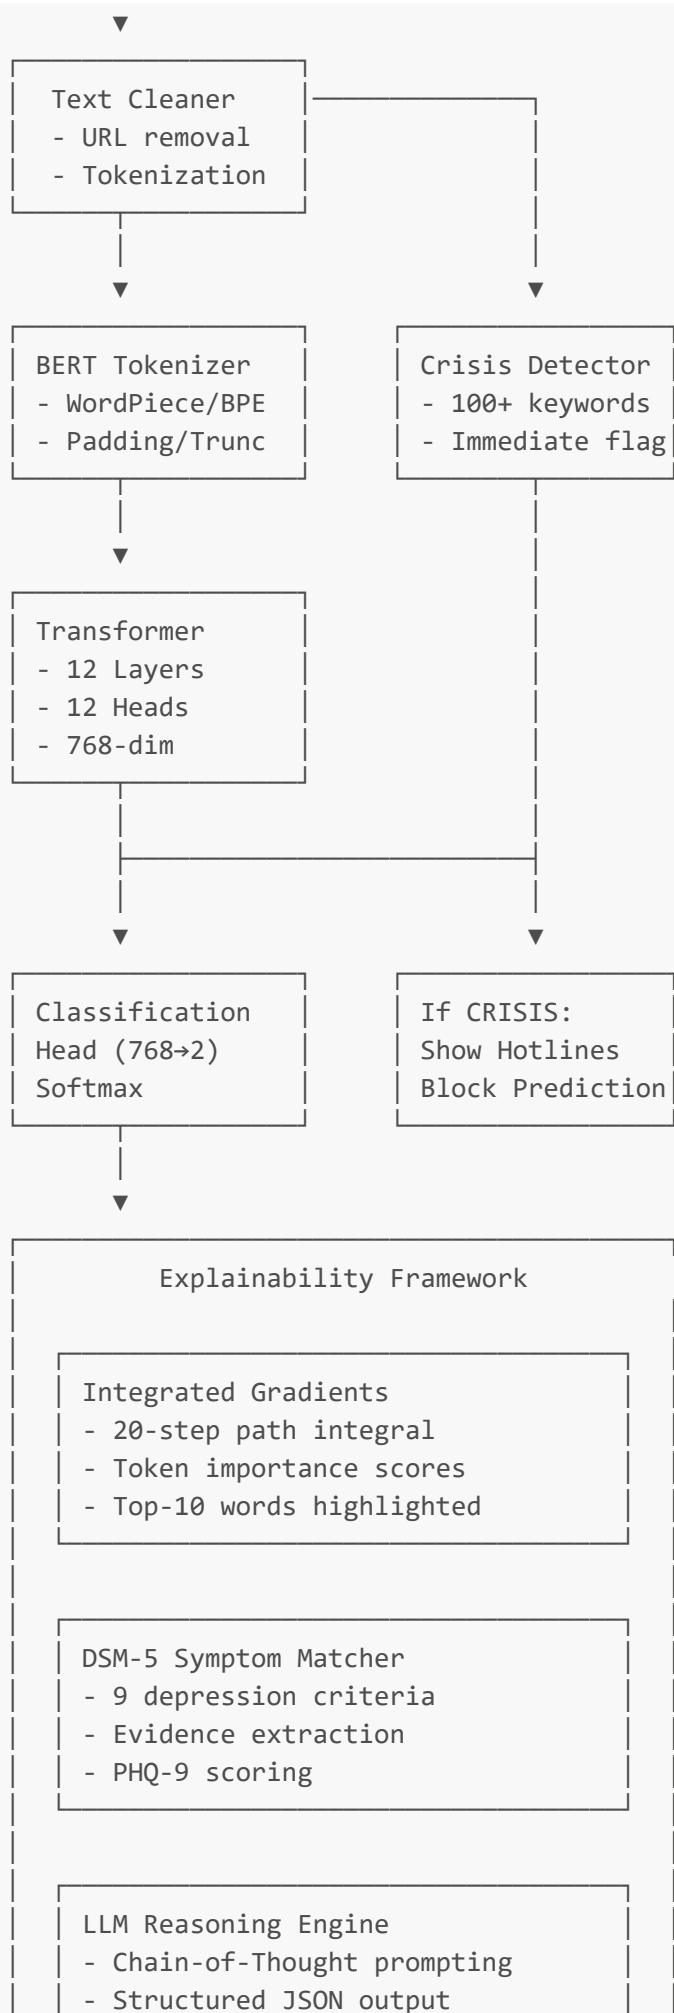 Text Cleaner
- URL removal
- Tokenization
BERT Tokenizer
- WordPiece/BPE
- Padding/Trunc
Crisis Detector
- 100+ keywords
- Immediate flag
Transformer
- 12 Layers
- 12 Heads
- 768-dim
Classification
Head (768→2)
Softmax
If CRISIS:
Show Hotlines
Block Prediction
Explainability Framework
Integrated Gradients
- 20-step path integral
- Token importance scores
- Top-10 words highlighted
DSM-5 Symptom Matcher
- 9 depression criteria
- Evidence extraction
- PHQ-9 scoring
LLM Reasoning Engine
- Chain-of-Thought prompting
- Structured JSON output